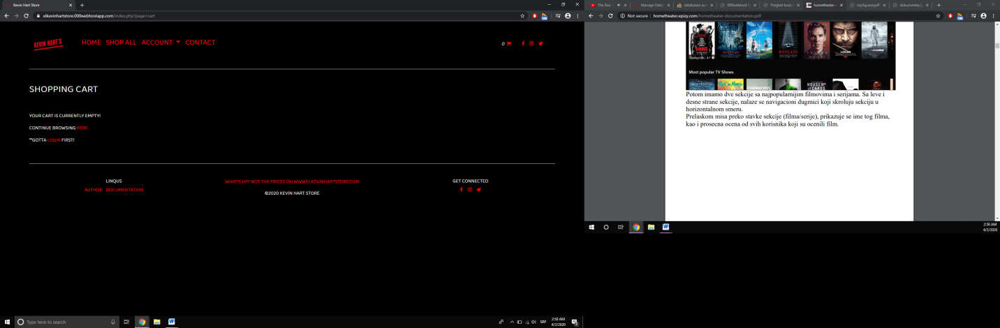 Kevin Hart Store
elkevinhartstore.000webhostapp.com/index.php?page=cart
KEVIN HART'S
HOME SHOP ALL ACCOUNT CONTACT
0
SHOPPING CART
YOUR CART IS CURRENTLY EMPTY!
CONTINUE BROWSING HERE
**GOTTA LOGIN FIRST!
LINQUS
AUTHOR DOCUMENTATION
WHAT'S UP? NOT THE PRICES ON WWW.ELKEVINHARTSTORE.COM
©2020 KEVIN HART STORE
GET CONNECTED
Type here to search
SRP
2:58 AM
4/2/2020
The Box
Manage Datab
databases-auth
000webhost f
Pregled baze
hometheater-
mySquare.pdf
dokumentacij
Not secure | hometheater.epizy.com/hometheater-documentation.pdf
WHIPLASH
LOGAN
Most popular TV Shows
CHERNOBYL
HOUSE of CARDS
Potom imamo dve sekcije sa najpopularnijim filmovima i serijama. Sa leve i
desne strane sekcije, nalaze se navigacioni dugmici koji skroluju sekciju u
horizontalnom smeru.
Prelaskom misa preko stavke sekcije (filma/serije), prikazuje se ime tog filma,
kao i prosecna ocena od svih korisnika koji su ocenili film.
2:58 AM
4/2/2020